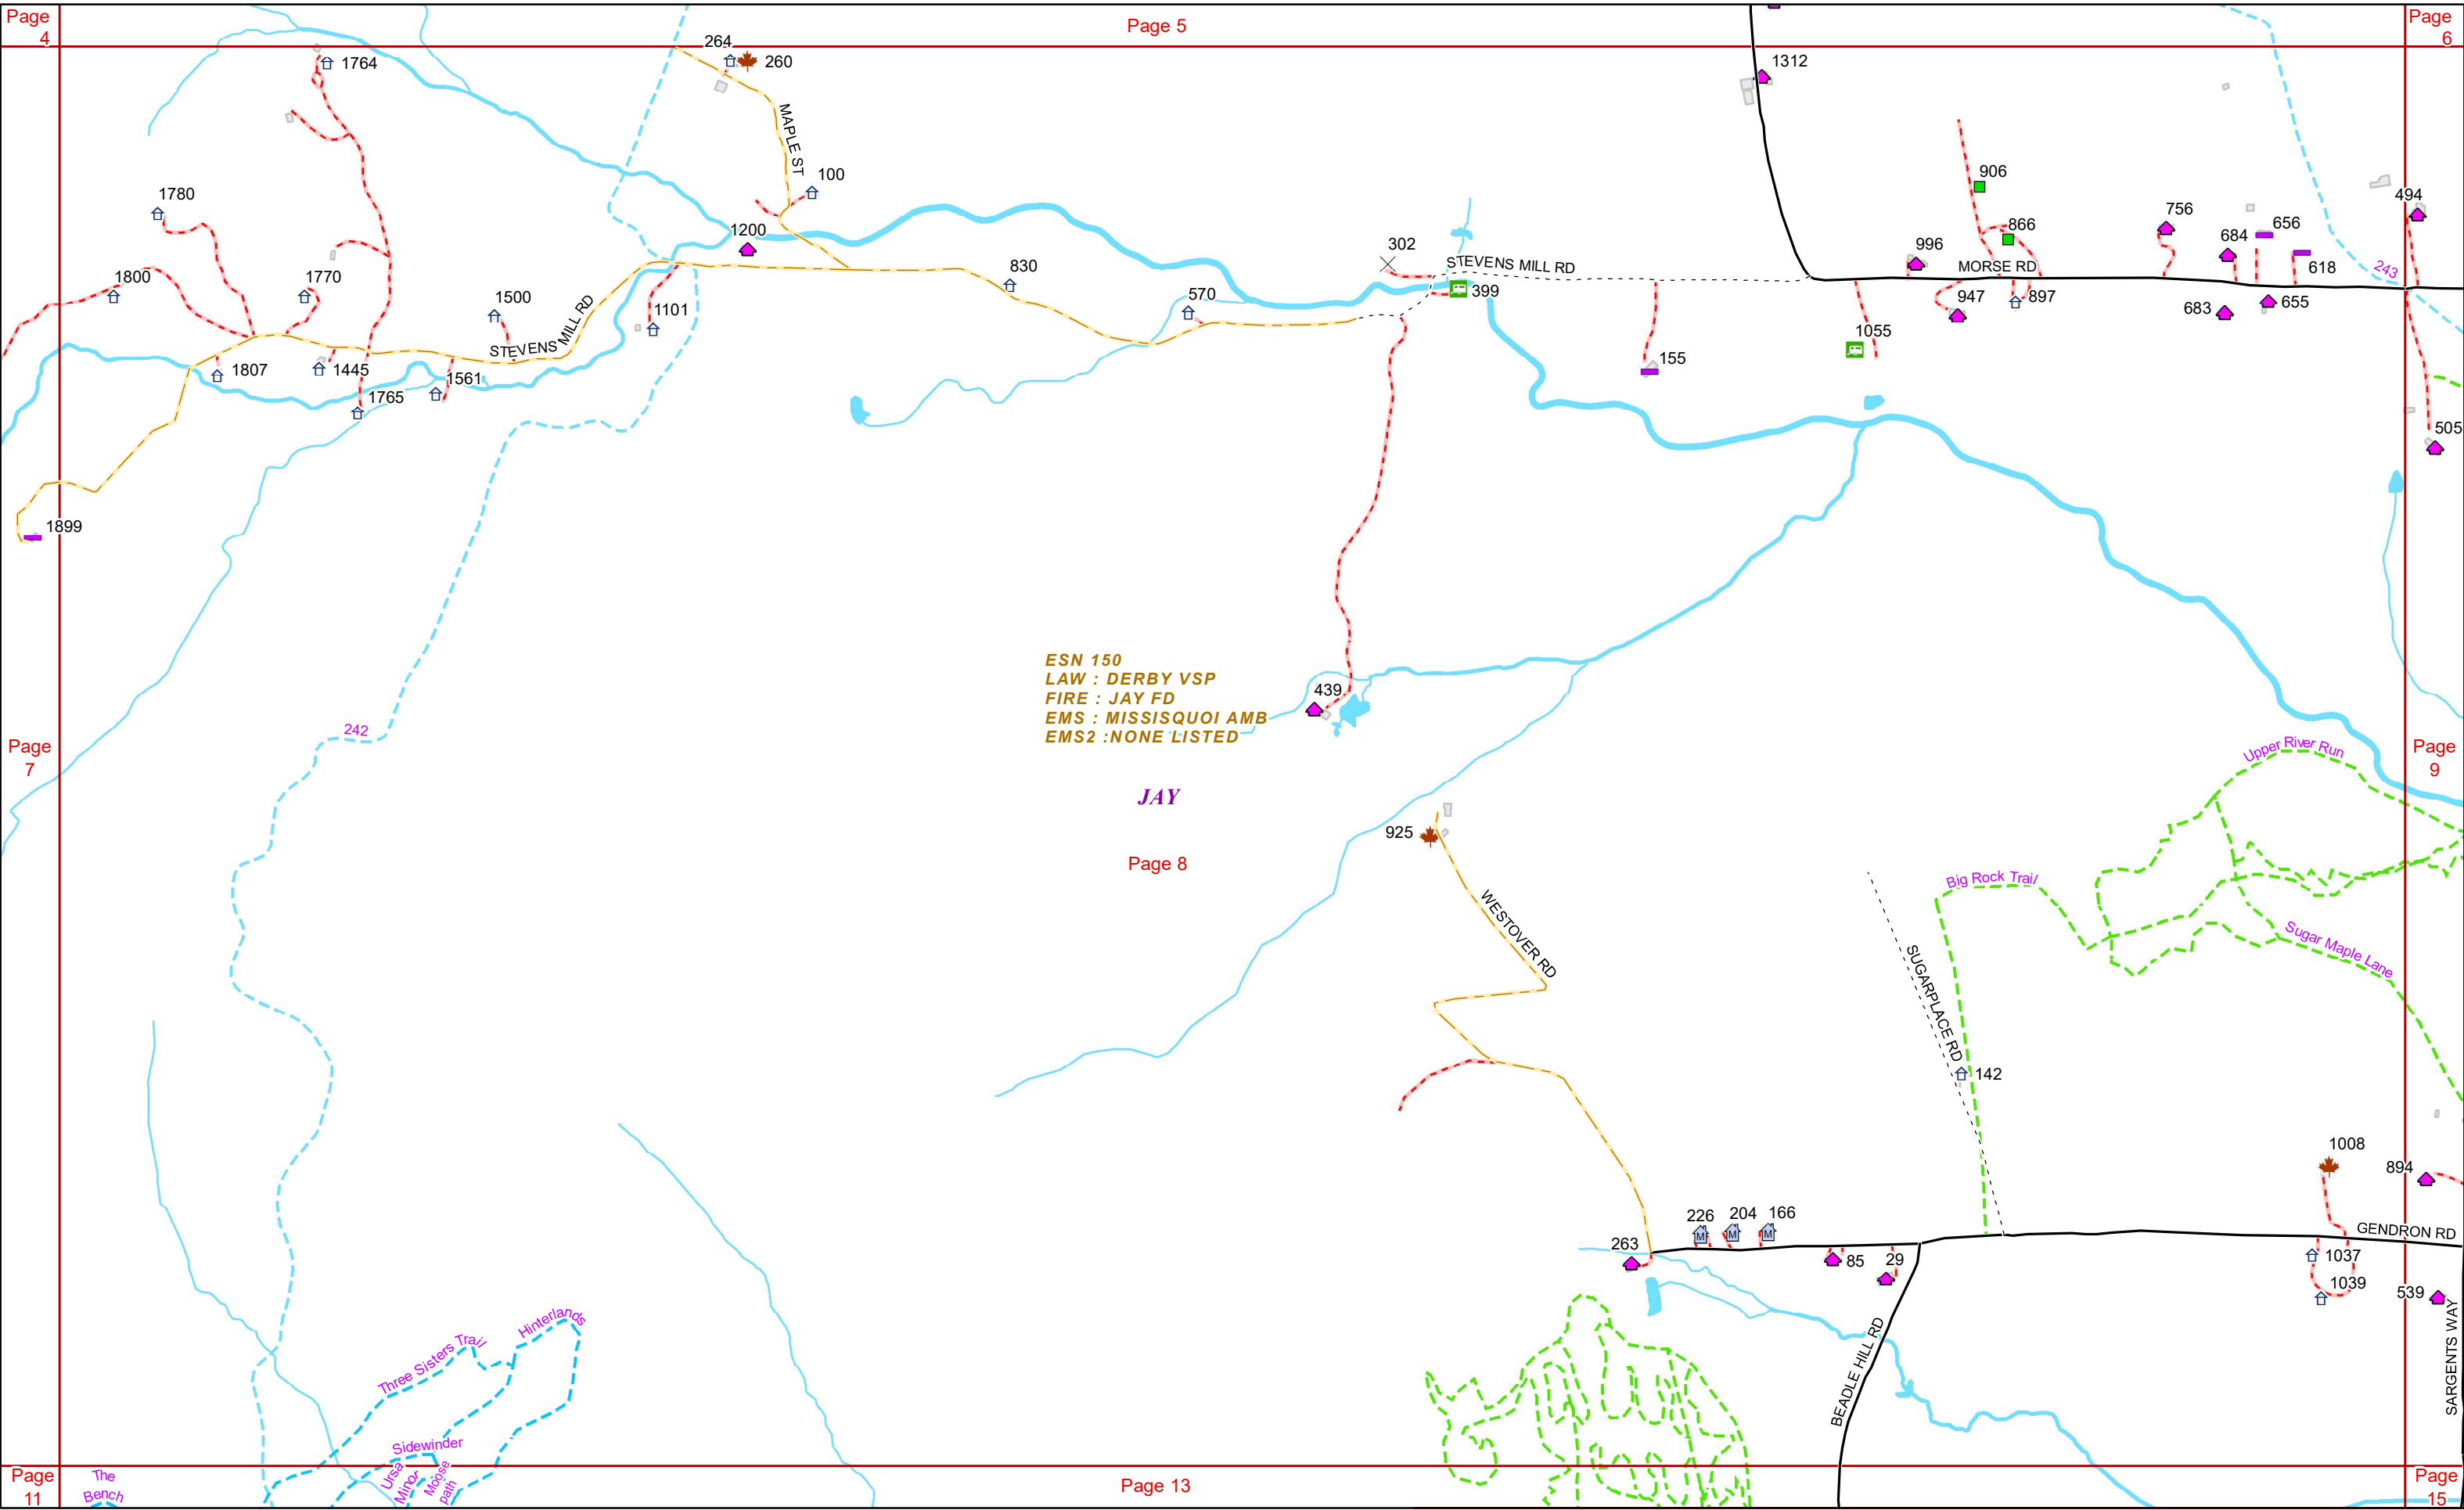 Page
4
Page 5
Page
6
264
260
1764
1312
MAPLE ST
100
906
1780
494
756
866
656
1200
684
996
302
STEVENS MILL RD
MORSE RD
618
243
830
1800
1770
399
570
947
897
655
683
1500
1101
STEVENS MILL RD
1055
155
1807
1445
1561
1765
505
1899
ESN 150
LAW : DERBY VSP
FIRE : JAY FD
EMS : MISSISQUOI AMB
EMS2 :NONE LISTED
439
242
Page
7
Page
9
Upper River Run
JAY
925
Page 8
Big Rock Trail
WESTOVER RD
Sugar Maple Lane
SUGARPLACE RD
142
1008
894
226
204
166
GENDRON RD
263
85
29
1037
1039
539
SARGENTS WAY
BEADLE HILL RD
Hinterlands
Three Sisters Trail
Sidewinder
Ursa
Minor
Moose
path
The
Bench
Page
11
Page 13
Page
15
M
M
M